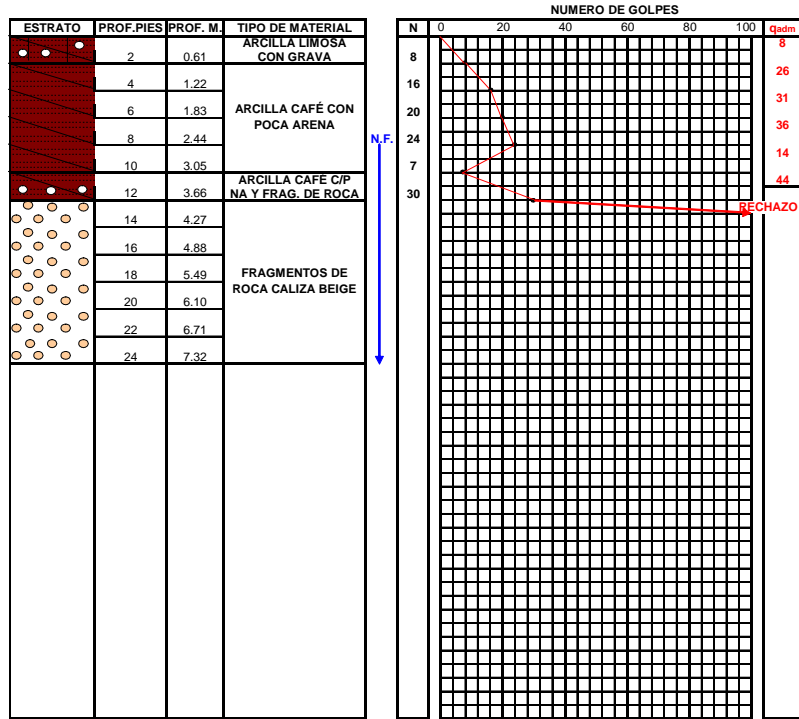 NUMERO DE GOLPES
ESTRATO PROF.PIES PROF. M. TIPO DE MATERIAL N 0 20 40 60 80 100 qadm
ARCILLA LIMOSA
CON GRAVA
2 0.61
8 8
4 1.22
16 26
ARCILLA CAFÉ CON
POCA ARENA
6 1.83
20 31
8 2.44
N.F.
24 36
10 3.05
7 14
ARCILLA CAFÉ C/P
NA Y FRAG. DE ROCA
12 3.66
30 44
RECHAZO
14 4.27
16 4.88
FRAGMENTOS DE
ROCA CALIZA BEIGE
18 5.49
20 6.10
22 6.71
24 7.32